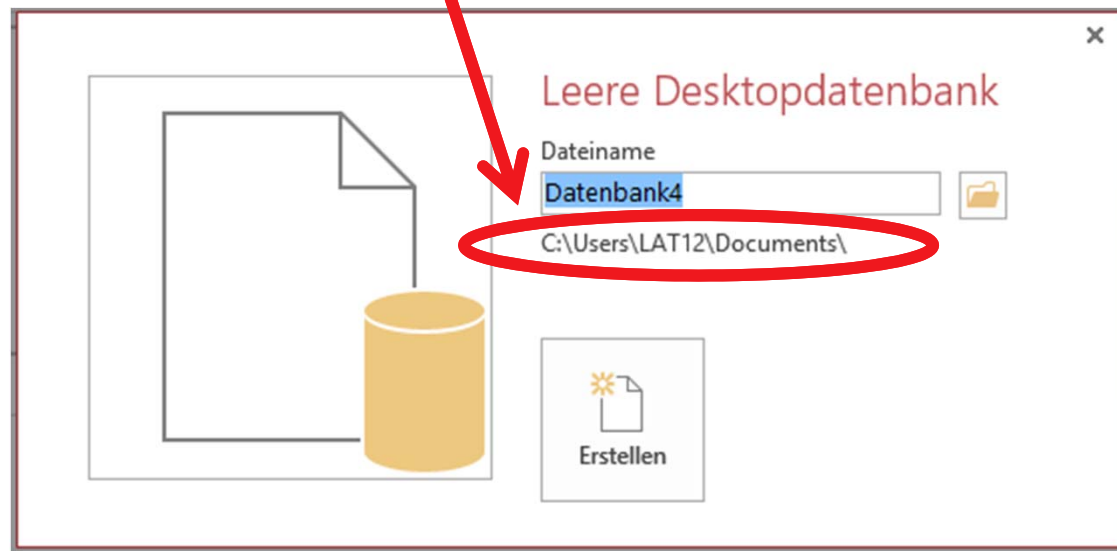 Leere Desktopdatenbank
Dateiname
Datenbank4
C:\Users\LAT12\Documents\
Erstellen